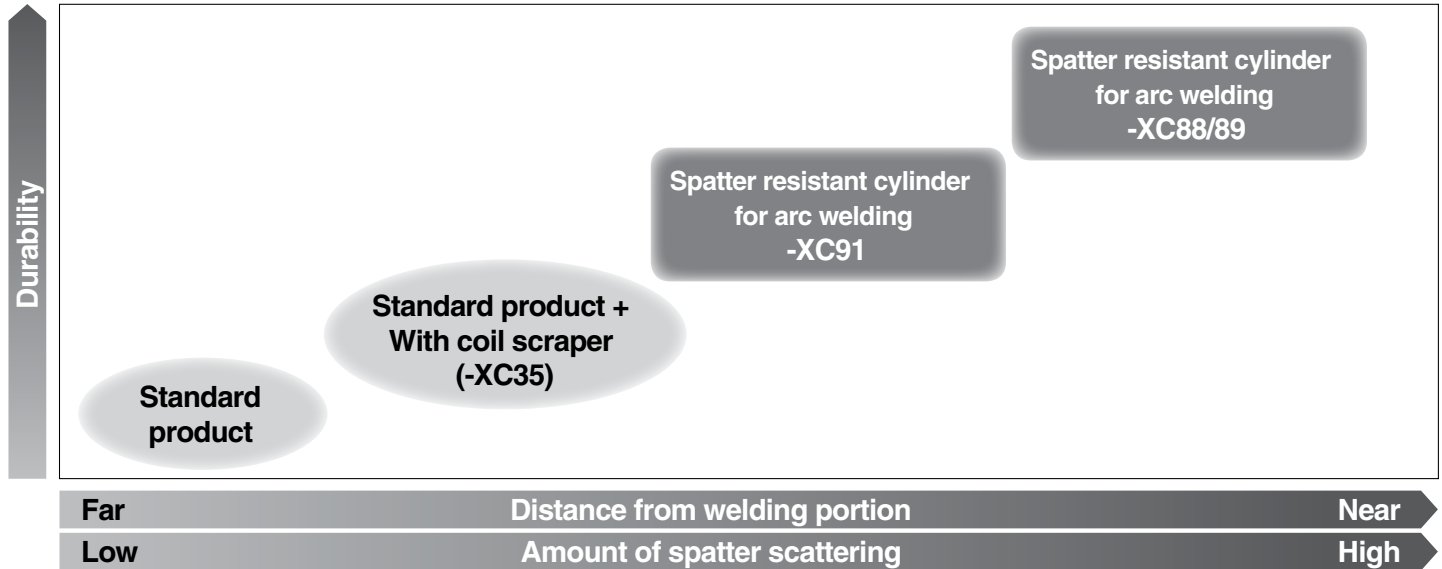 Durability
Spatter resistant cylinder
for arc welding
-XC88/89
Spatter resistant cylinder
for arc welding
-XC91
Standard product +
With coil scraper
(-XC35)
Standard
product
Far Distance from welding portion Near
Low Amount of spatter scattering High